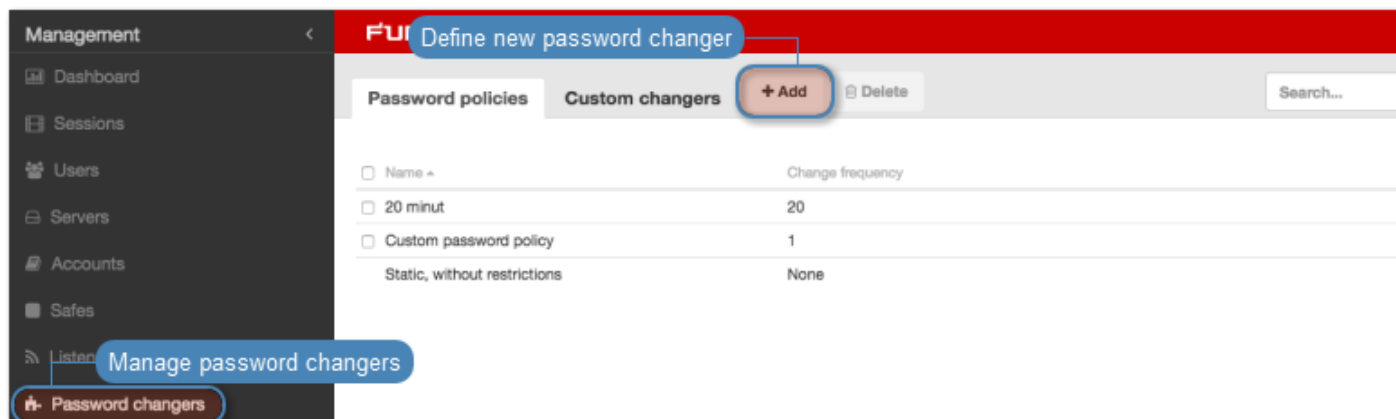 Management
Define new password changer
Dashboard
Password policies
Custom changers
+ Add
Delete
Search...
Sessions
Users
Name
Change frequency
20 minut
20
Servers
Custom password policy
1
Accounts
Static, without restrictions
None
Safes
Manage password changers
Password changers